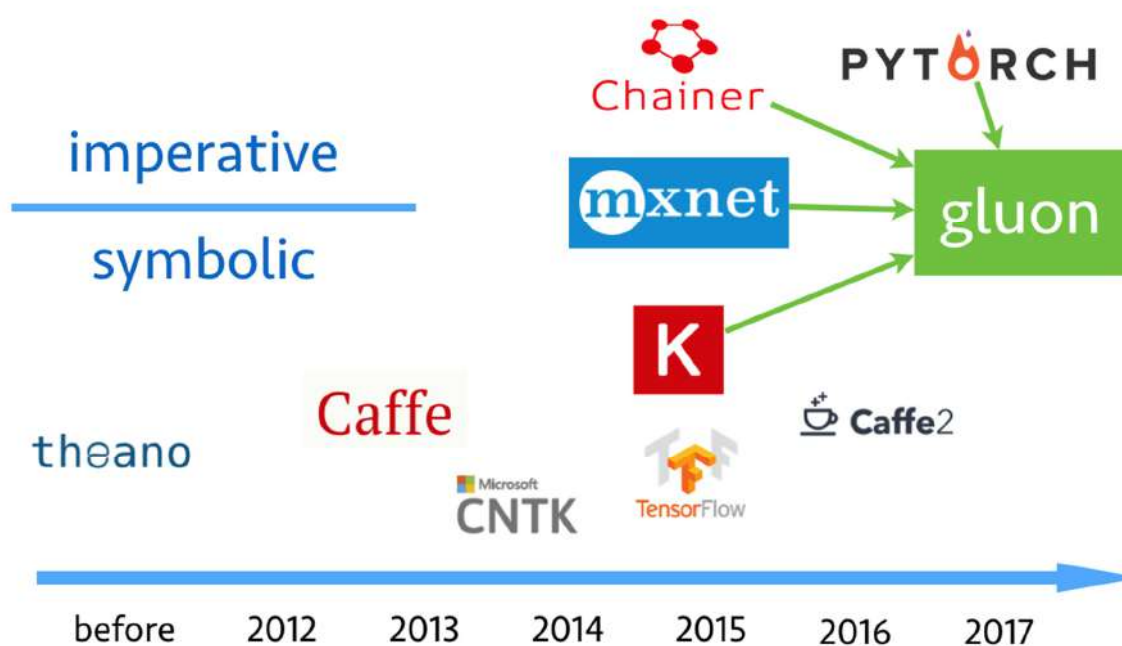 Chainer
PYTORCH
imperative
symbolic
mxnet
gluon
K
Caffe
theano
Microsoft
CNTK
TF
TensorFlow
++
Caffe2
before 2012 2013 2014 2015 2016 2017